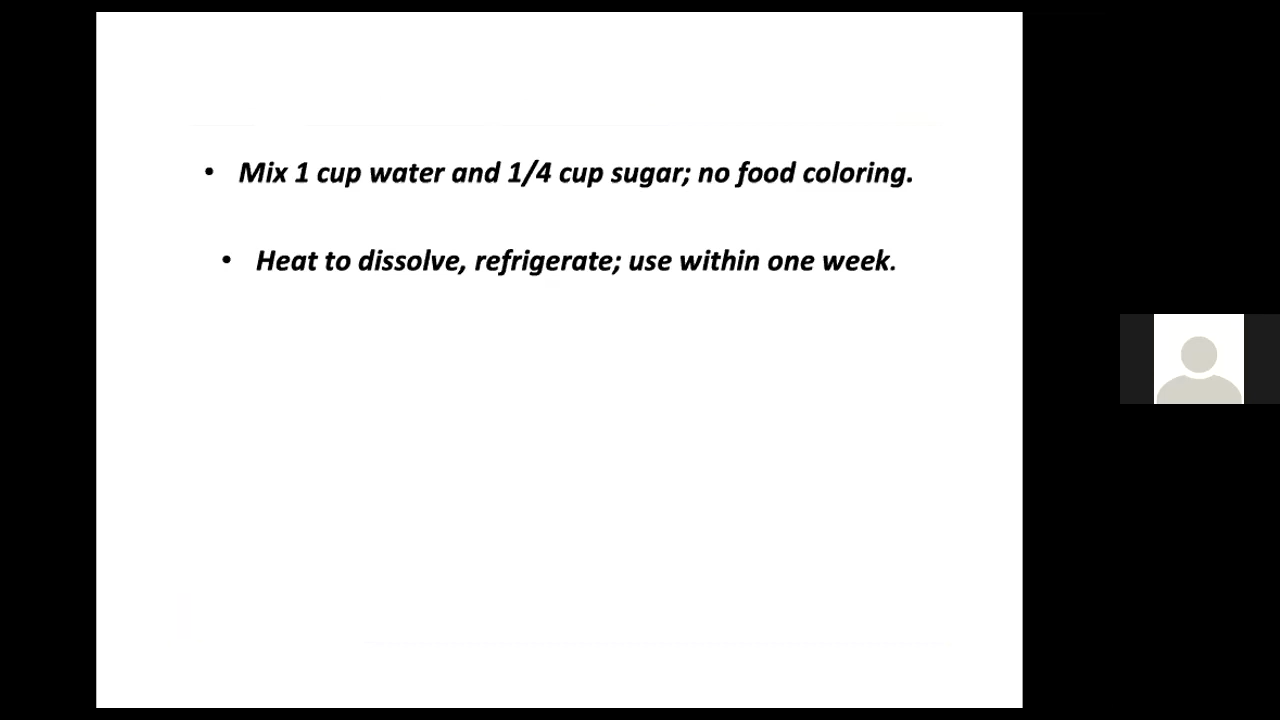 • Mix 1 cup water and 1/4 cup sugar; no food coloring.
• Heat to dissolve, refrigerate; use within one week.